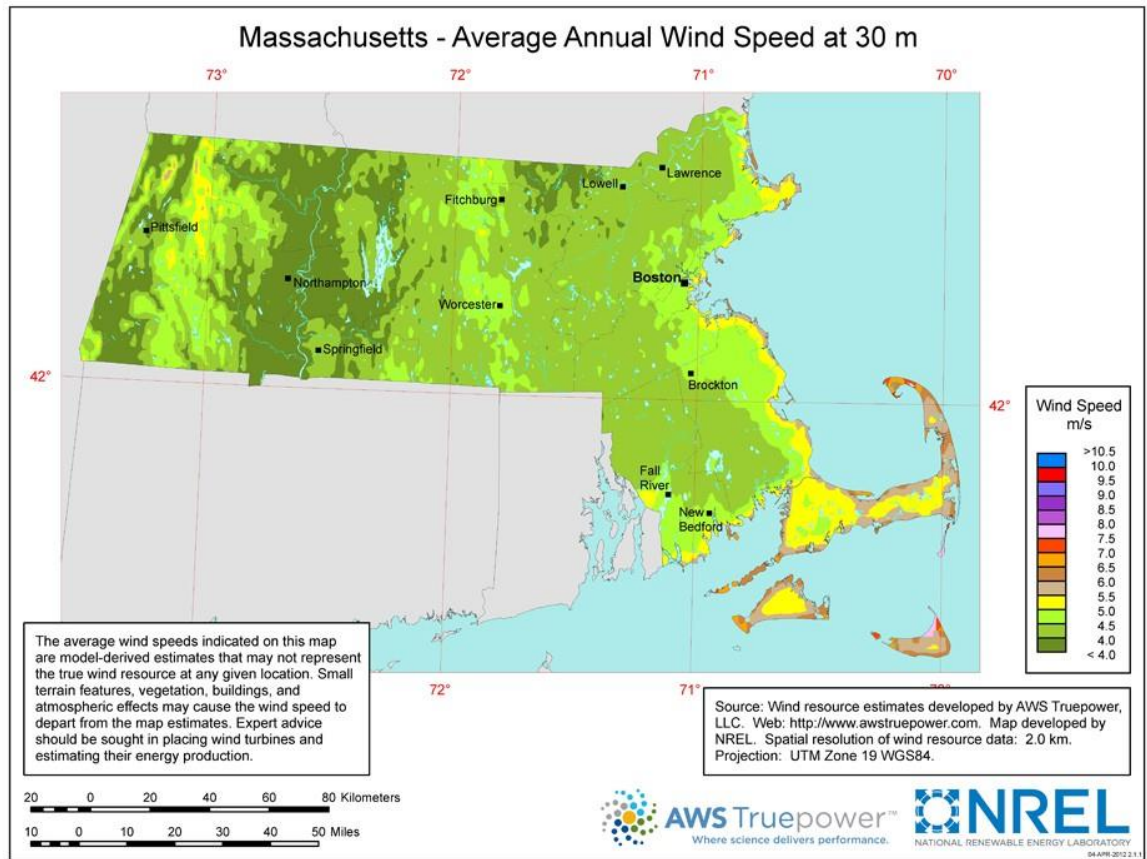 Massachusetts - Average Annual Wind Speed at 30 m
73°
72°
71°
70°
Lawrence
Lowell
Fitchburg
Pittsfield
Boston
Northampton
Worcester
Springfield
42°
Brockton
42°
Fall
River
New
Bedford
Wind Speed
m/s
>10.5
10.0
9.5
9.0
8.5
8.0
7.5
7.0
6.5
6.0
5.5
5.0
4.5
4.0
< 4.0
72°
71°
70°
The average wind speeds indicated on this map
are model-derived estimates that may not represent
the true wind resource at any given location. Small
terrain features, vegetation, buildings, and
atmospheric effects may cause the wind speed to
depart from the map estimates. Expert advice
should be sought in placing wind turbines and
estimating their energy production.
Source: Wind resource estimates developed by AWS Truepower,
LLC. Web: http://www.awstruepower.com. Map developed by
NREL. Spatial resolution of wind resource data: 2.0 km.
Projection: UTM Zone 19 WGS84.
20 0 20 40 60 80 Kilometers
10 0 10 20 30 40 50 Miles
AWS Truepower™
Where science delivers performance.
NREL
NATIONAL RENEWABLE ENERGY LABORATORY
04-APR-2012 2.1.1